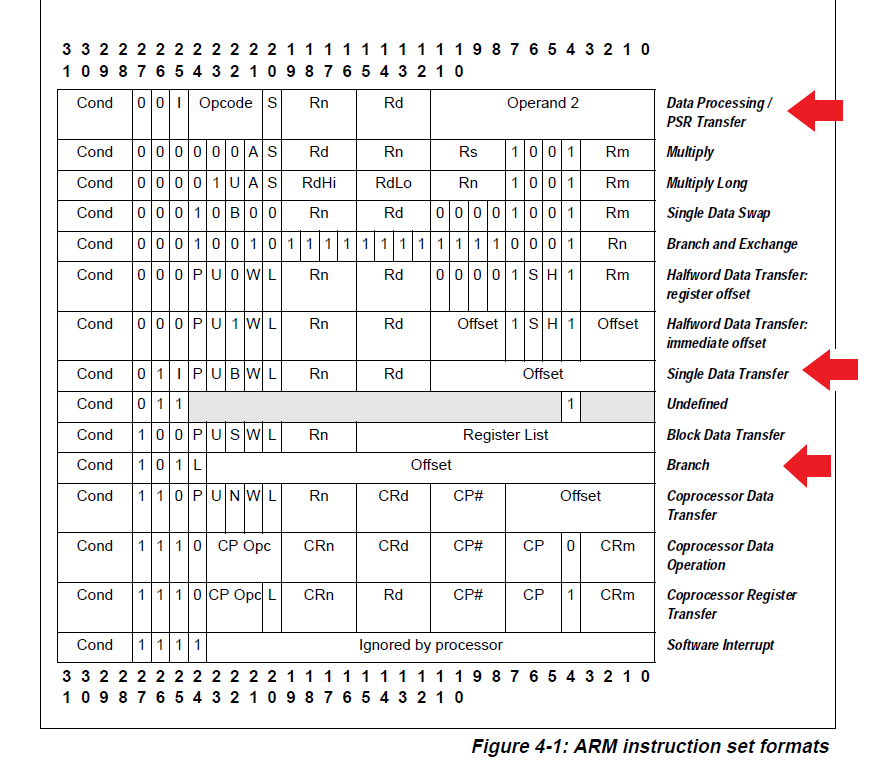 3 3 2 2 2 2 2 2 2 2 2 1 1 1 1 1 1 1 1 1 1 9 8 7 6 5 4 3 2 1 0
1 0 9 8 7 6 5 4 3 2 1 0 9 8 7 6 5 4 3 2 1 0
Cond 0 0 I Opcode S Rn Rd Operand 2 Data Processing /
PSR Transfer
Cond 0 0 0 0 0 0 A S Rd Rn Rs 1 0 0 1 Rm Multiply
Cond 0 0 0 0 1 U A S RdHi RdLo Rn 1 0 0 1 Rm Multiply Long
Cond 0 0 0 1 0 B 0 0 Rn Rd 0 0 0 0 1 0 0 1 Rm Single Data Swap
Cond 0 0 0 1 0 0 1 0 1 1 1 1 1 1 1 1 1 1 1 1 0 0 0 1 Rn Branch and Exchange
Cond 0 0 0 P U 0 W L Rn Rd 0 0 0 0 1 S H 1 Rm Halfword Data Transfer:
register offset
Cond 0 0 0 P U 1 W L Rn Rd Offset 1 S H 1 Offset Halfword Data Transfer:
immediate offset
Cond 0 1 I P U B W L Rn Rd Offset Single Data Transfer
Cond 0 1 1 1 Undefined
Cond 1 0 0 P U S W L Rn Register List Block Data Transfer
Cond 1 0 1 L Offset Branch
Cond 1 1 0 P U N W L Rn CRd CP# Offset Coprocessor Data
Transfer
Cond 1 1 1 0 CP Opc CRn CRd CP# CP 0 CRm Coprocessor Data
Operation
Cond 1 1 1 0 CP Opc L CRn Rd CP# CP 1 CRm Coprocessor Register
Transfer
Cond 1 1 1 1 Ignored by processor Software Interrupt
3 3 2 2 2 2 2 2 2 2 2 1 1 1 1 1 1 1 1 1 1 9 8 7 6 5 4 3 2 1 0
1 0 9 8 7 6 5 4 3 2 1 0 9 8 7 6 5 4 3 2 1 0
Figure 4-1: ARM instruction set formats